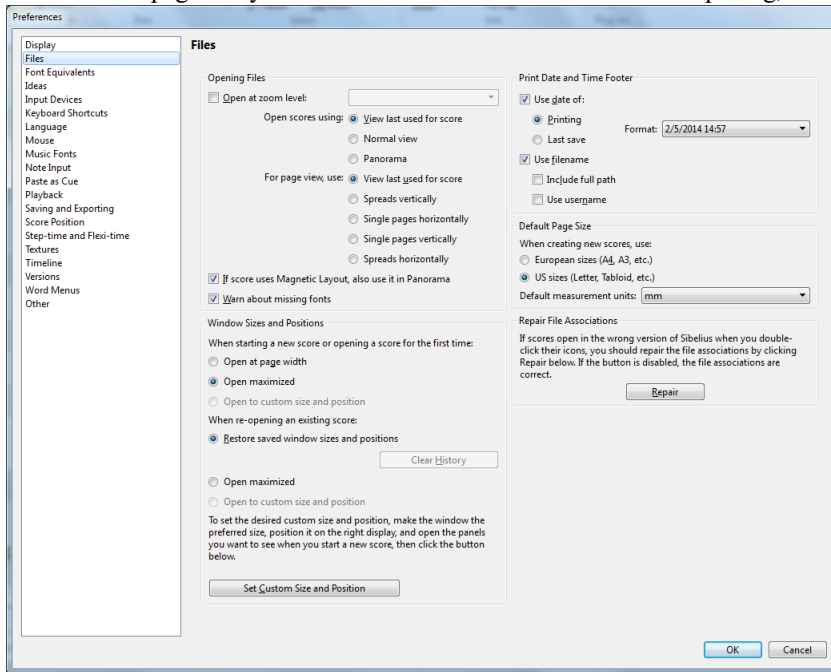 Preferences
Display
Files
Font Equivalents
Ideas
Input Devices
Keyboard Shortcuts
Language
Mouse
Music Fonts
Note Input
Paste as Cue
Playback
Saving and Exporting
Score Position
Step-time and Flexi-time
Textures
Timeline
Versions
Word Menus
Other
Files
Opening Files
Open at zoom level:
Open scores using: View last used for score
Normal view
Panorama
For page view, use: View last used for score
Spreads vertically
Single pages horizontally
Single pages vertically
Spreads horizontally
If score uses Magnetic Layout, also use it in Panorama
Warn about missing fonts
Window Sizes and Positions
When starting a new score or opening a score for the first time:
Open at page width
Open maximized
Open to custom size and position
When re-opening an existing score:
Restore saved window sizes and positions
Clear History
Open maximized
Open to custom size and position
To set the desired custom size and position, make the window the
preferred size, position it on the right display, and open the panels
you want to see when you start a new score, then click the button
below.
Set Custom Size and Position
Print Date and Time Footer
Use date of:
Printing
Last save
Format: 2/5/2014 14:57
Use filename
Include full path
Use username
Default Page Size
When creating new scores, use:
European sizes (A4, A3, etc.)
US sizes (Letter, Tabloid, etc.)
Default measurement units: mm
Repair File Associations
If scores open in the wrong version of Sibelius when you double-
click their icons, you should repair the file associations by clicking
Repair below. If the button is disabled, the file associations are
correct.
Repair
OK
Cancel